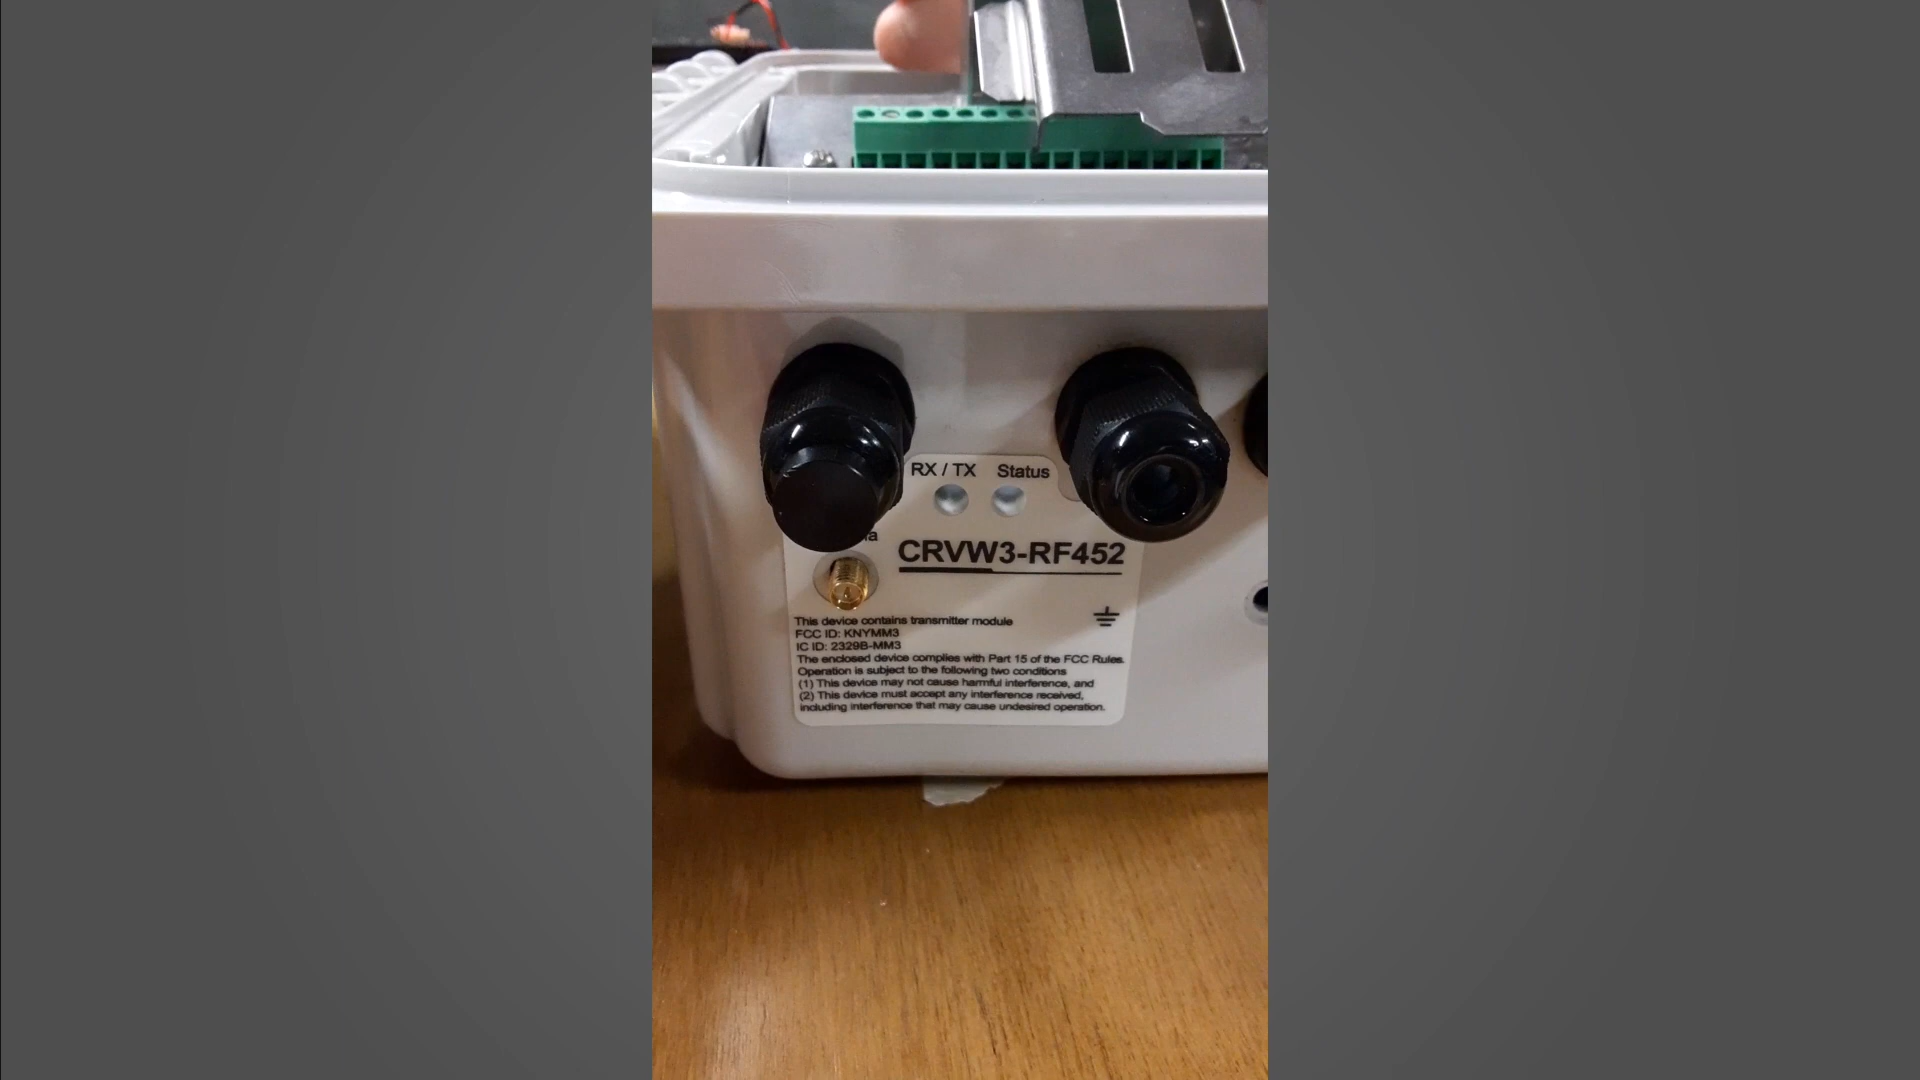 RX / TX Status
CRVW3-RF452
This device contains transmitter module
FCC ID: KNYMM3
IC ID: 2329B-MM3
The enclosed device complies with Part 15 of the FCC Rules.
Operation is subject to the following two conditions
(1) This device may not cause harmful interference, and
(2) This device must accept any interference received,
including interference that may cause undesired operation.